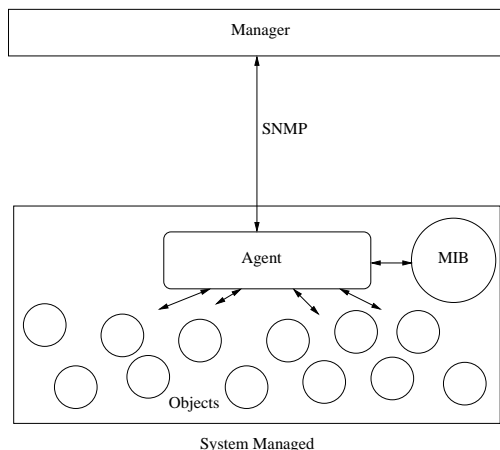 Manager
SNMP
Agent
MIB
Objects
System Managed